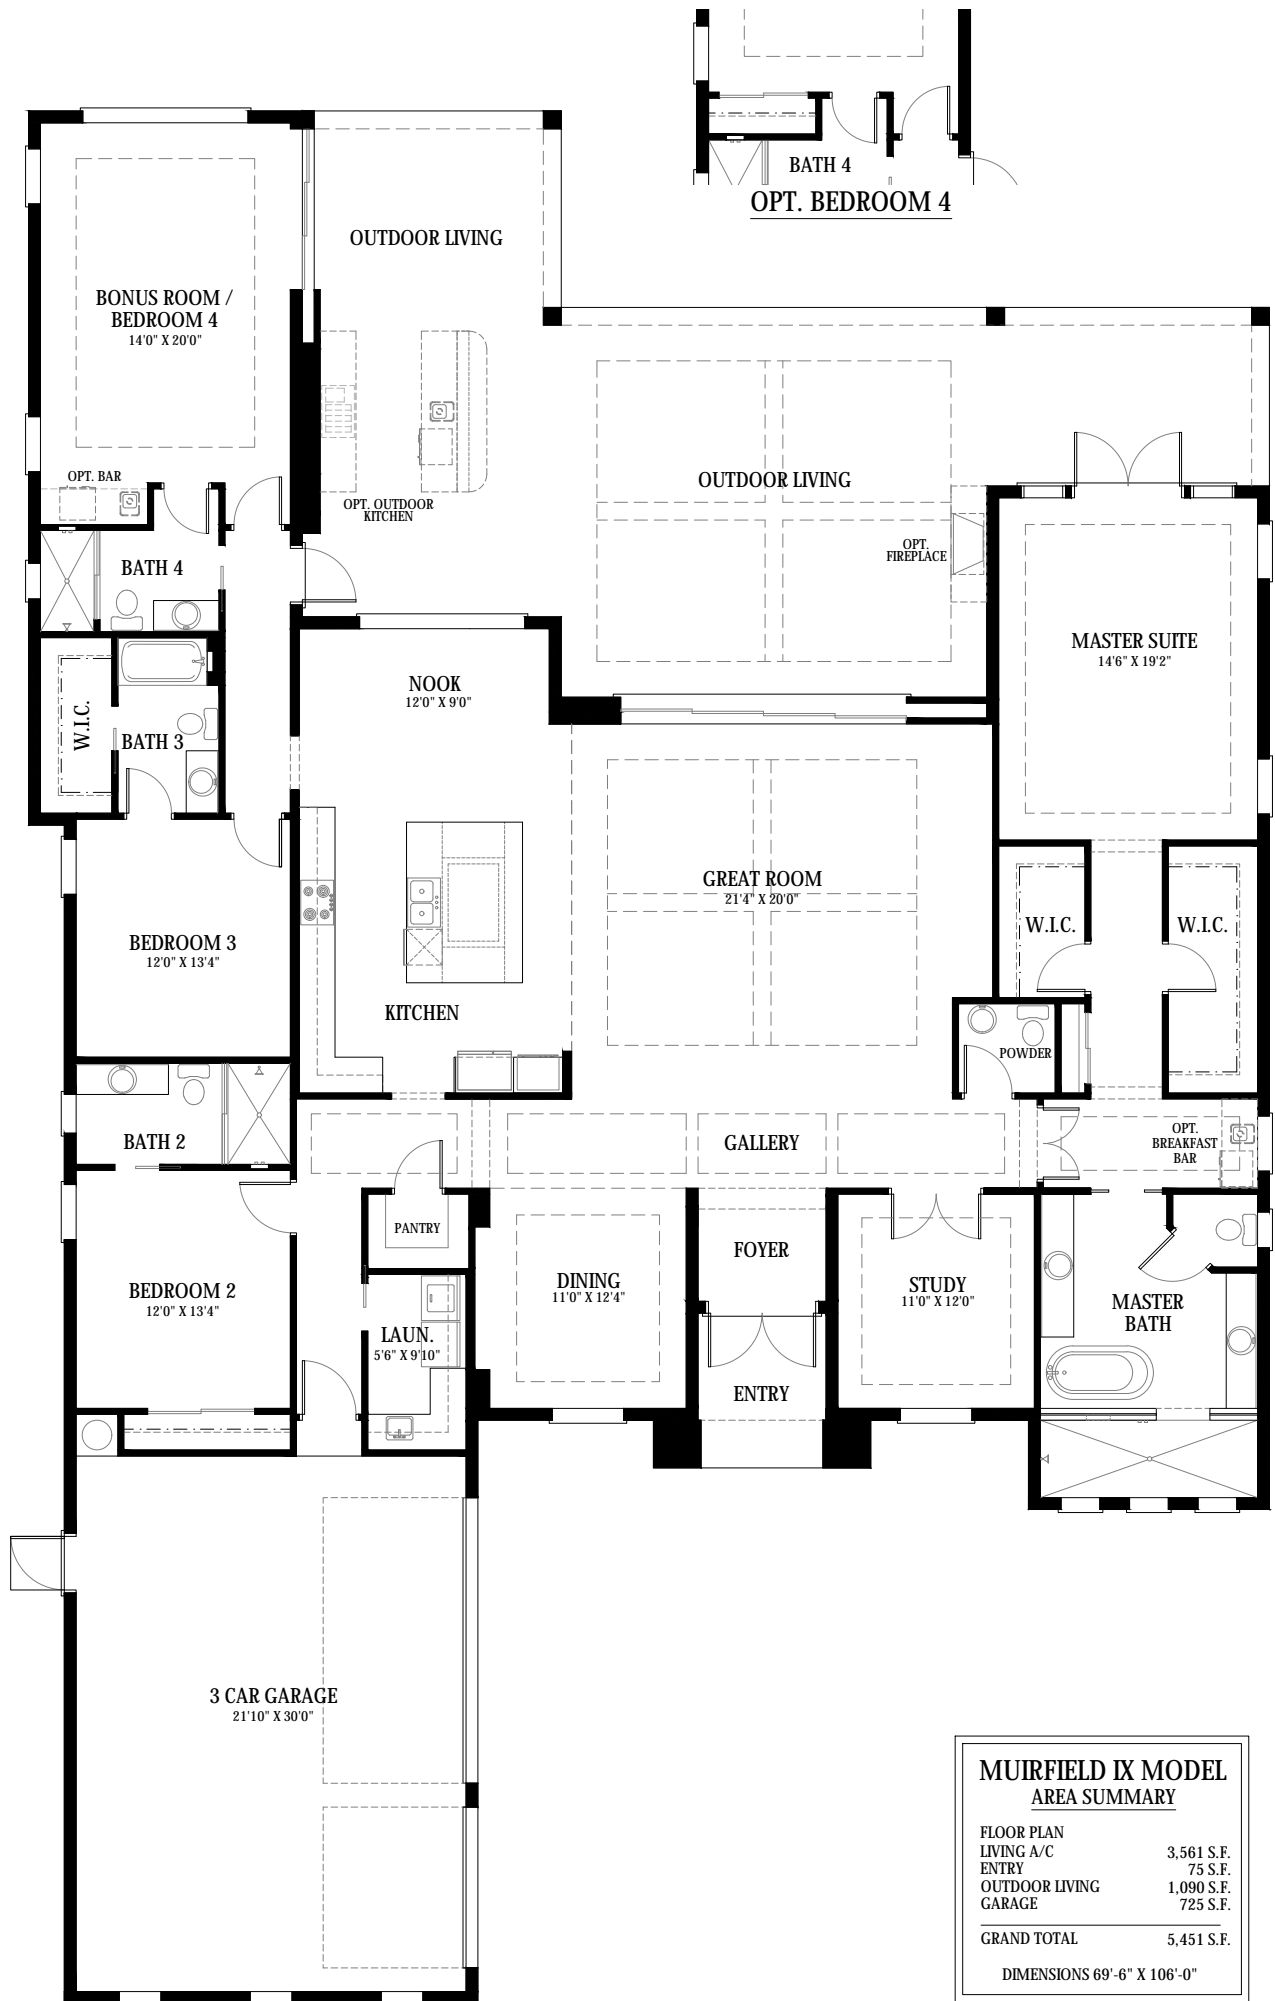 BATH 4
OPT. BEDROOM 4
OUTDOOR LIVING
BONUS ROOM /
BEDROOM 4
14'0" X 20'0"
OPT. BAR
OPT. OUTDOOR
KITCHEN
OUTDOOR LIVING
OPT.
FIREPLACE
BATH 4
MASTER SUITE
14'6" X 19'2"
NOOK
12'0" X 9'0"
W.I.C.
BATH 3
GREAT ROOM
21'4" X 20'0"
W.I.C.
W.I.C.
BEDROOM 3
12'0" X 13'4"
KITCHEN
POWDER
BATH 2
GALLERY
OPT.
BREAKFAST
BAR
PANTRY
FOYER
BEDROOM 2
12'0" X 13'4"
DINING
11'0" X 12'4"
STUDY
11'0" X 12'0"
MASTER
BATH
LAUN.
5'6" X 9'10"
ENTRY
3 CAR GARAGE
21'10" X 30'0"
MUIRFIELD IX MODEL
AREA SUMMARY
FLOOR PLAN
LIVING A/C 3,561 S.F.
ENTRY 75 S.F.
OUTDOOR LIVING 1,090 S.F.
GARAGE 725 S.F.
GRAND TOTAL 5,451 S.F.
DIMENSIONS 69'-6" X 106'-0"